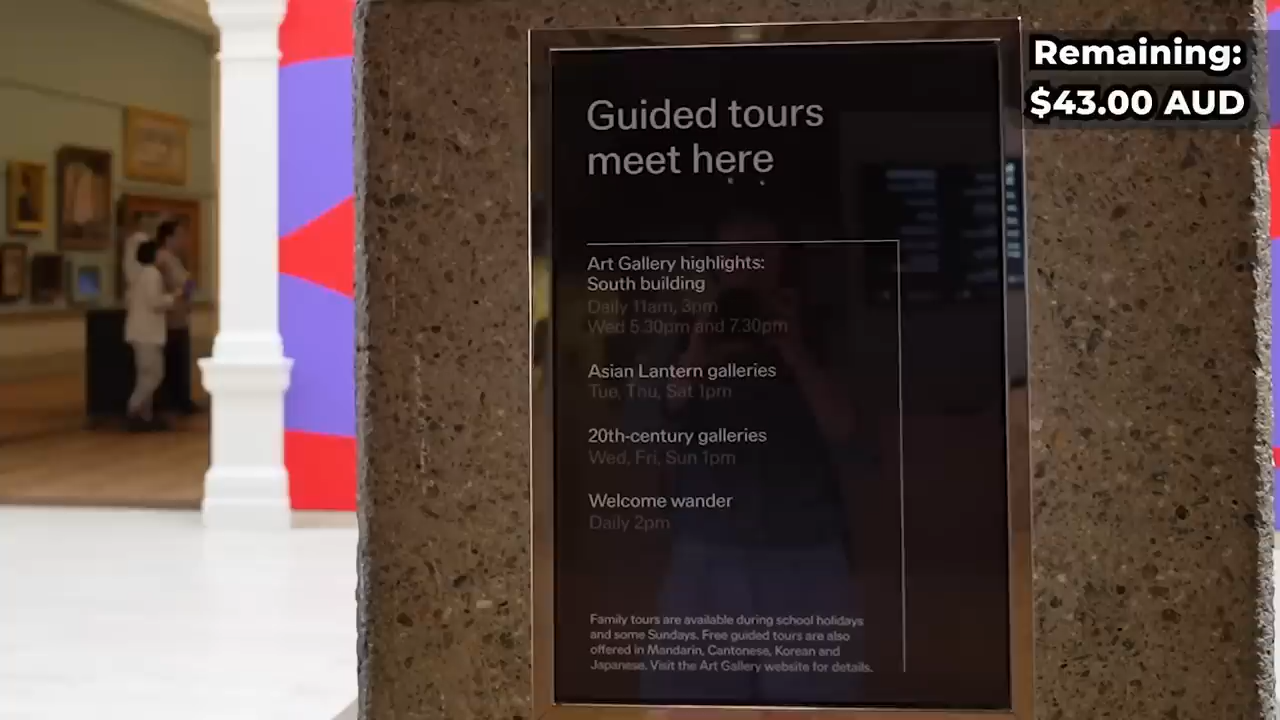 Remaining:
$43.00 AUD
Guided tours
meet here
Art Gallery highlights:
South building
Daily 11am, 3pm
Wed 5.30pm and 7.30pm
Asian Lantern galleries
Tue, Thu, Sat 1pm
20th-century galleries
Wed, Fri, Sun 1pm
Welcome wander
Daily 2pm
Family tours are available during school holidays
and some Sundays. Free guided tours are also
offered in Mandarin, Cantonese, Korean and
Japanese. Visit the Art Gallery website for details.